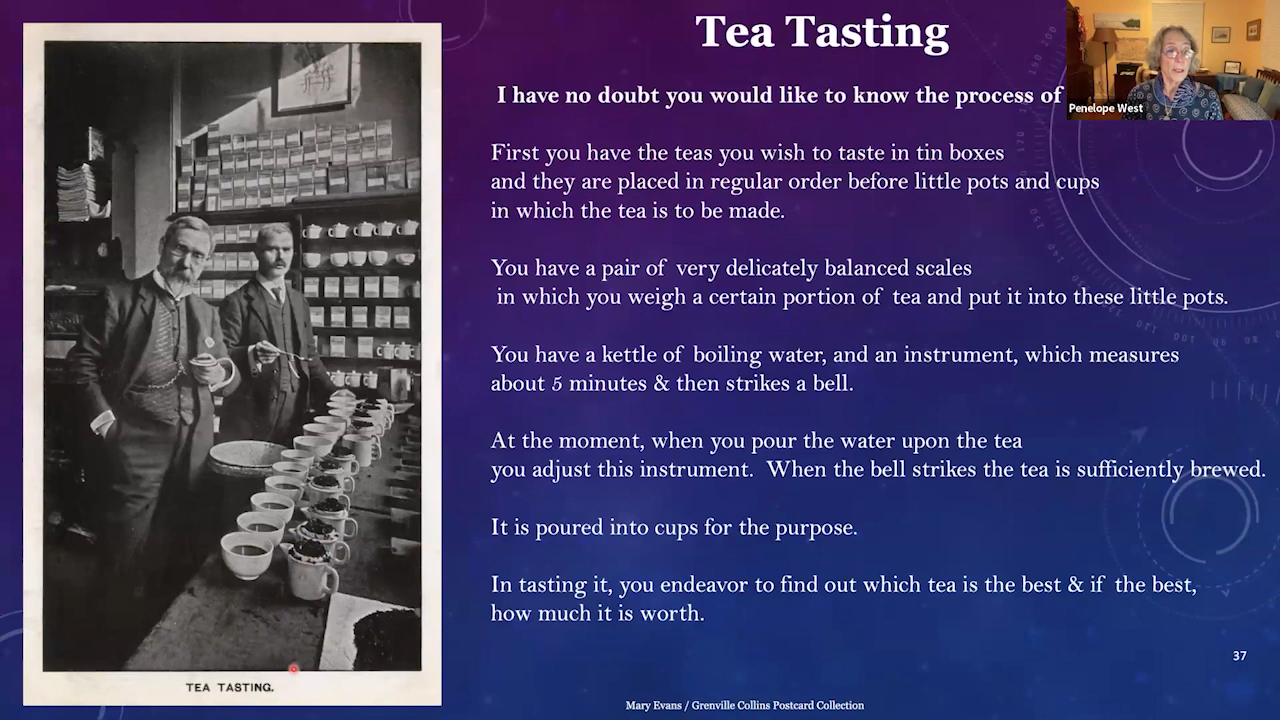 Tea Tasting
I have no doubt you would like to know the process of
Penelope West
First you have the teas you wish to taste in tin boxes
and they are placed in regular order before little pots and cups
in which the tea is to be made.
You have a pair of very delicately balanced scales
in which you weigh a certain portion of tea and put it into these little pots.
You have a kettle of boiling water, and an instrument, which measures
about 5 minutes & then strikes a bell.
At the moment, when you pour the water upon the tea
you adjust this instrument. When the bell strikes the tea is sufficiently brewed.
It is poured into cups for the purpose.
In tasting it, you endeavor to find out which tea is the best & if the best,
how much it is worth.
37
TEA TASTING.
Mary Evans / Grenville Collins Postcard Collection